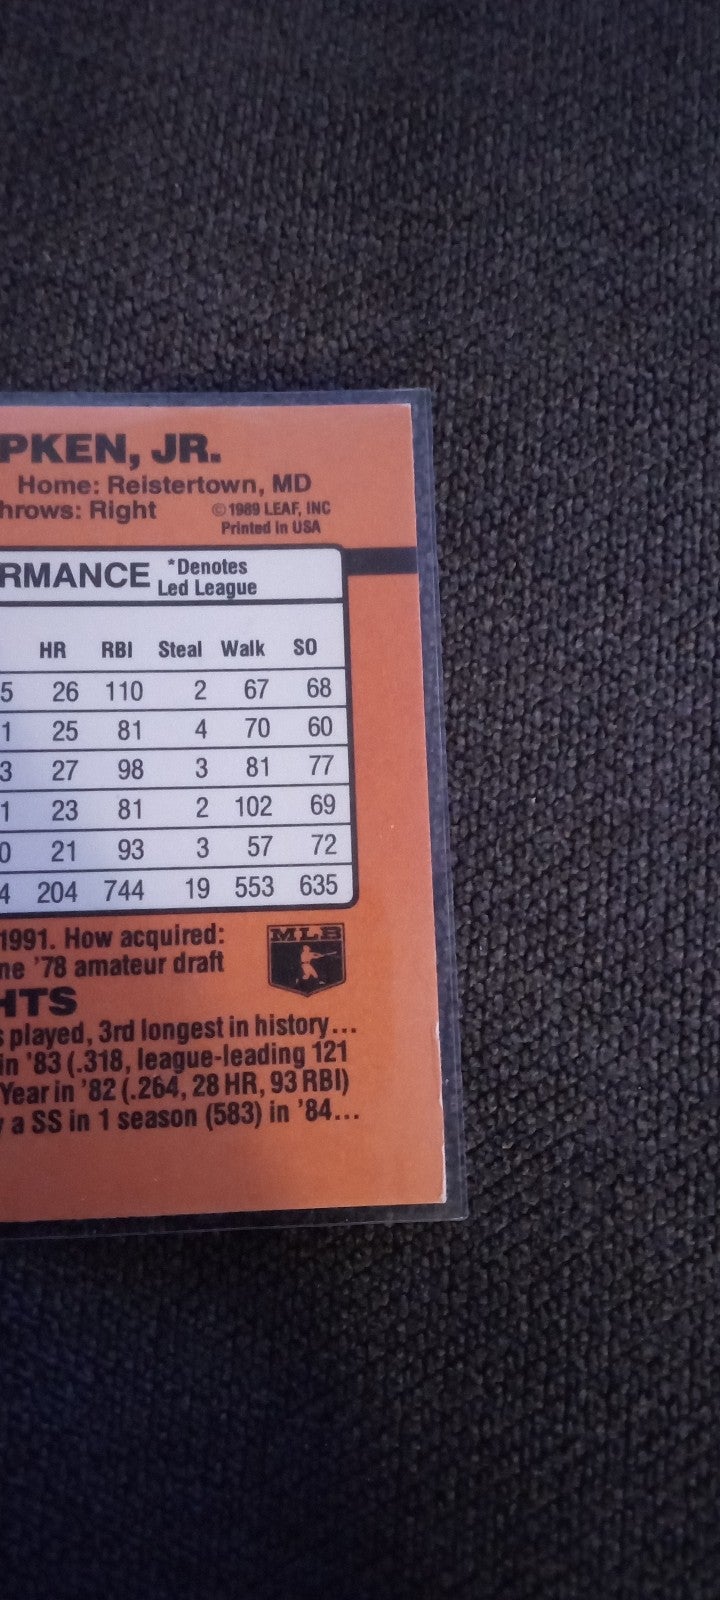 PKEN, JR.
Home: Reistertown, MD
hrows: Right © 1989 LEAF, INC
Printed in USA
RMANCE *Denotes
Led League
HR RBI Steal Walk SO
5 26 110 2 67 68
1 25 81 4 70 60
3 27 98 3 81 77
1 23 81 2 102 69
0 21 93 3 57 72
4 204 744 19 553 635
1991. How acquired:
ne '78 amateur draft
MLB
HTS
s played, 3rd longest in history...
in '83 (.318, league-leading 121
Year in '82 (.264, 28 HR, 93 RBI)
y a SS in 1 season (583) in '84...